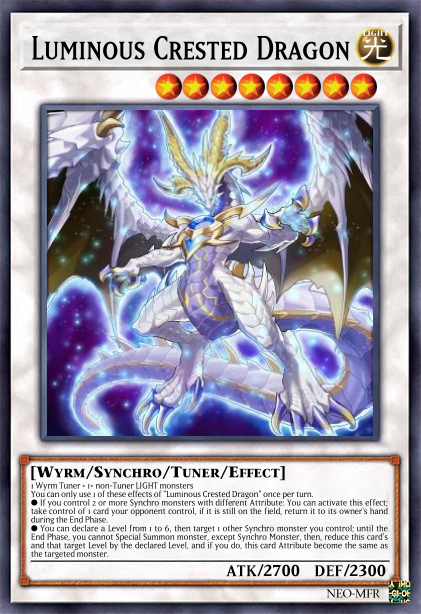 LUMINOUS CRESTED DRAGON
LIGHT
光
[WYRM/SYNCHRO/TUNER/EFFECT]
1 Wyrm Tuner + 1+ non-Tuner LIGHT monsters
You can only use 1 of these effects of "Luminous Crested Dragon" once per turn.
● If you control 2 or more Synchro monsters with different Attribute: You can activate this effect;
take control of 1 card your opponent control, if it is still on the field, return it to its owner's hand
during the End Phase.
● You can declare a Level from 1 to 6, then target 1 other Synchro monster you control; until the
End Phase, you cannot Special Summon monster, except Synchro Monster, then, reduce this card's
and that target Level by the declared Level, and if you do, this card Attribute become the same as
the targeted monster.
ATK/2700 DEF/2300
NEO-MFR